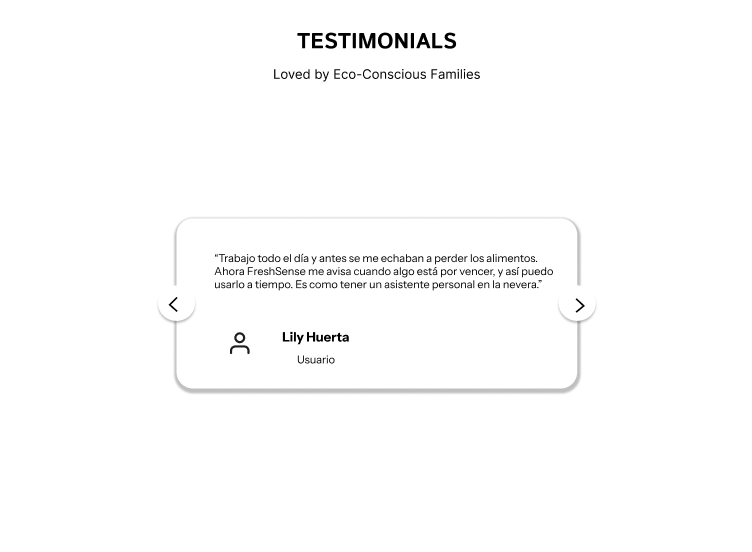 TESTIMONIALS
Loved by Eco-Conscious Families
“Trabajo todo el día y antes se me echaban a perder los alimentos.
Ahora FreshSense me avisa cuando algo está por vencer, y así puedo
usarlo a tiempo. Es como tener un asistente personal en la nevera.”
Lily Huerta
Usuario